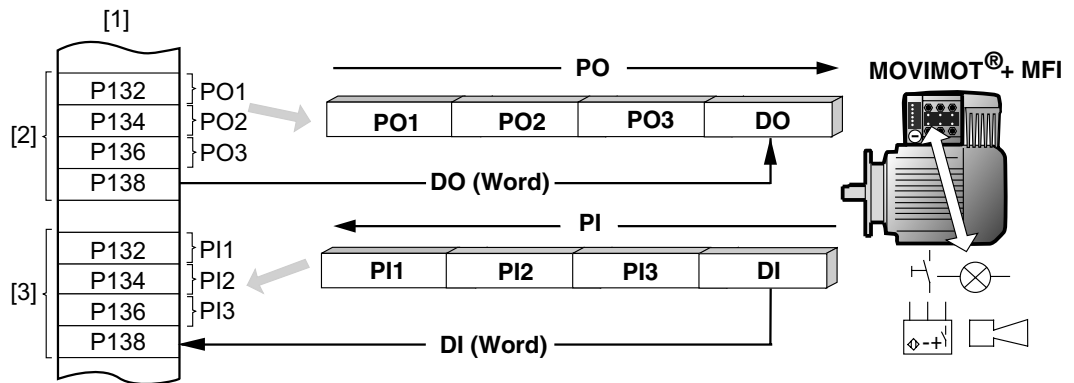 [1]
PO
MOVIMOT®+ MFI
[2]
P132
PO1
P134
PO2
P136
PO3
P138
PO1 PO2 PO3 DO
DO (Word)
PI
[3]
P132
PI1
P134
PI2
P136
PI3
P138
PI1 PI2 PI3 DI
DI (Word)